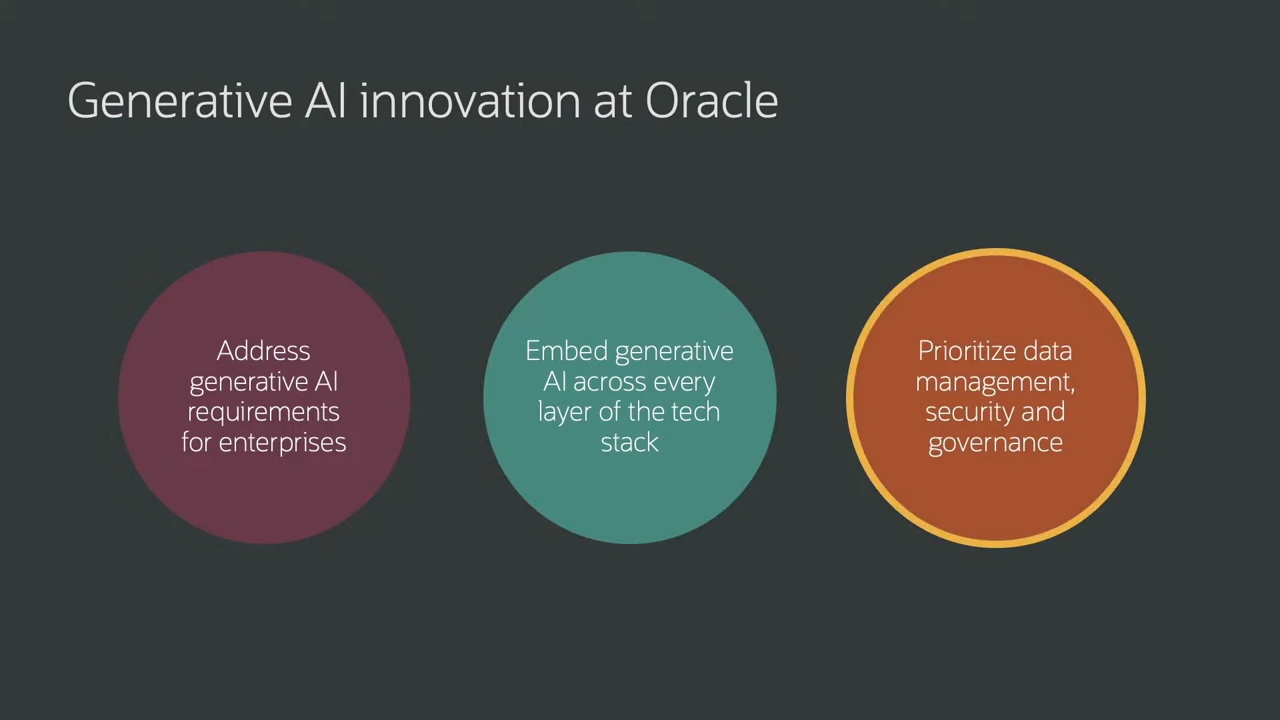 Generative AI innovation at Oracle
Address
generative AI
requirements
for enterprises
Embed generative
AI across every
layer of the tech
stack
Prioritize data
management,
security and
governance